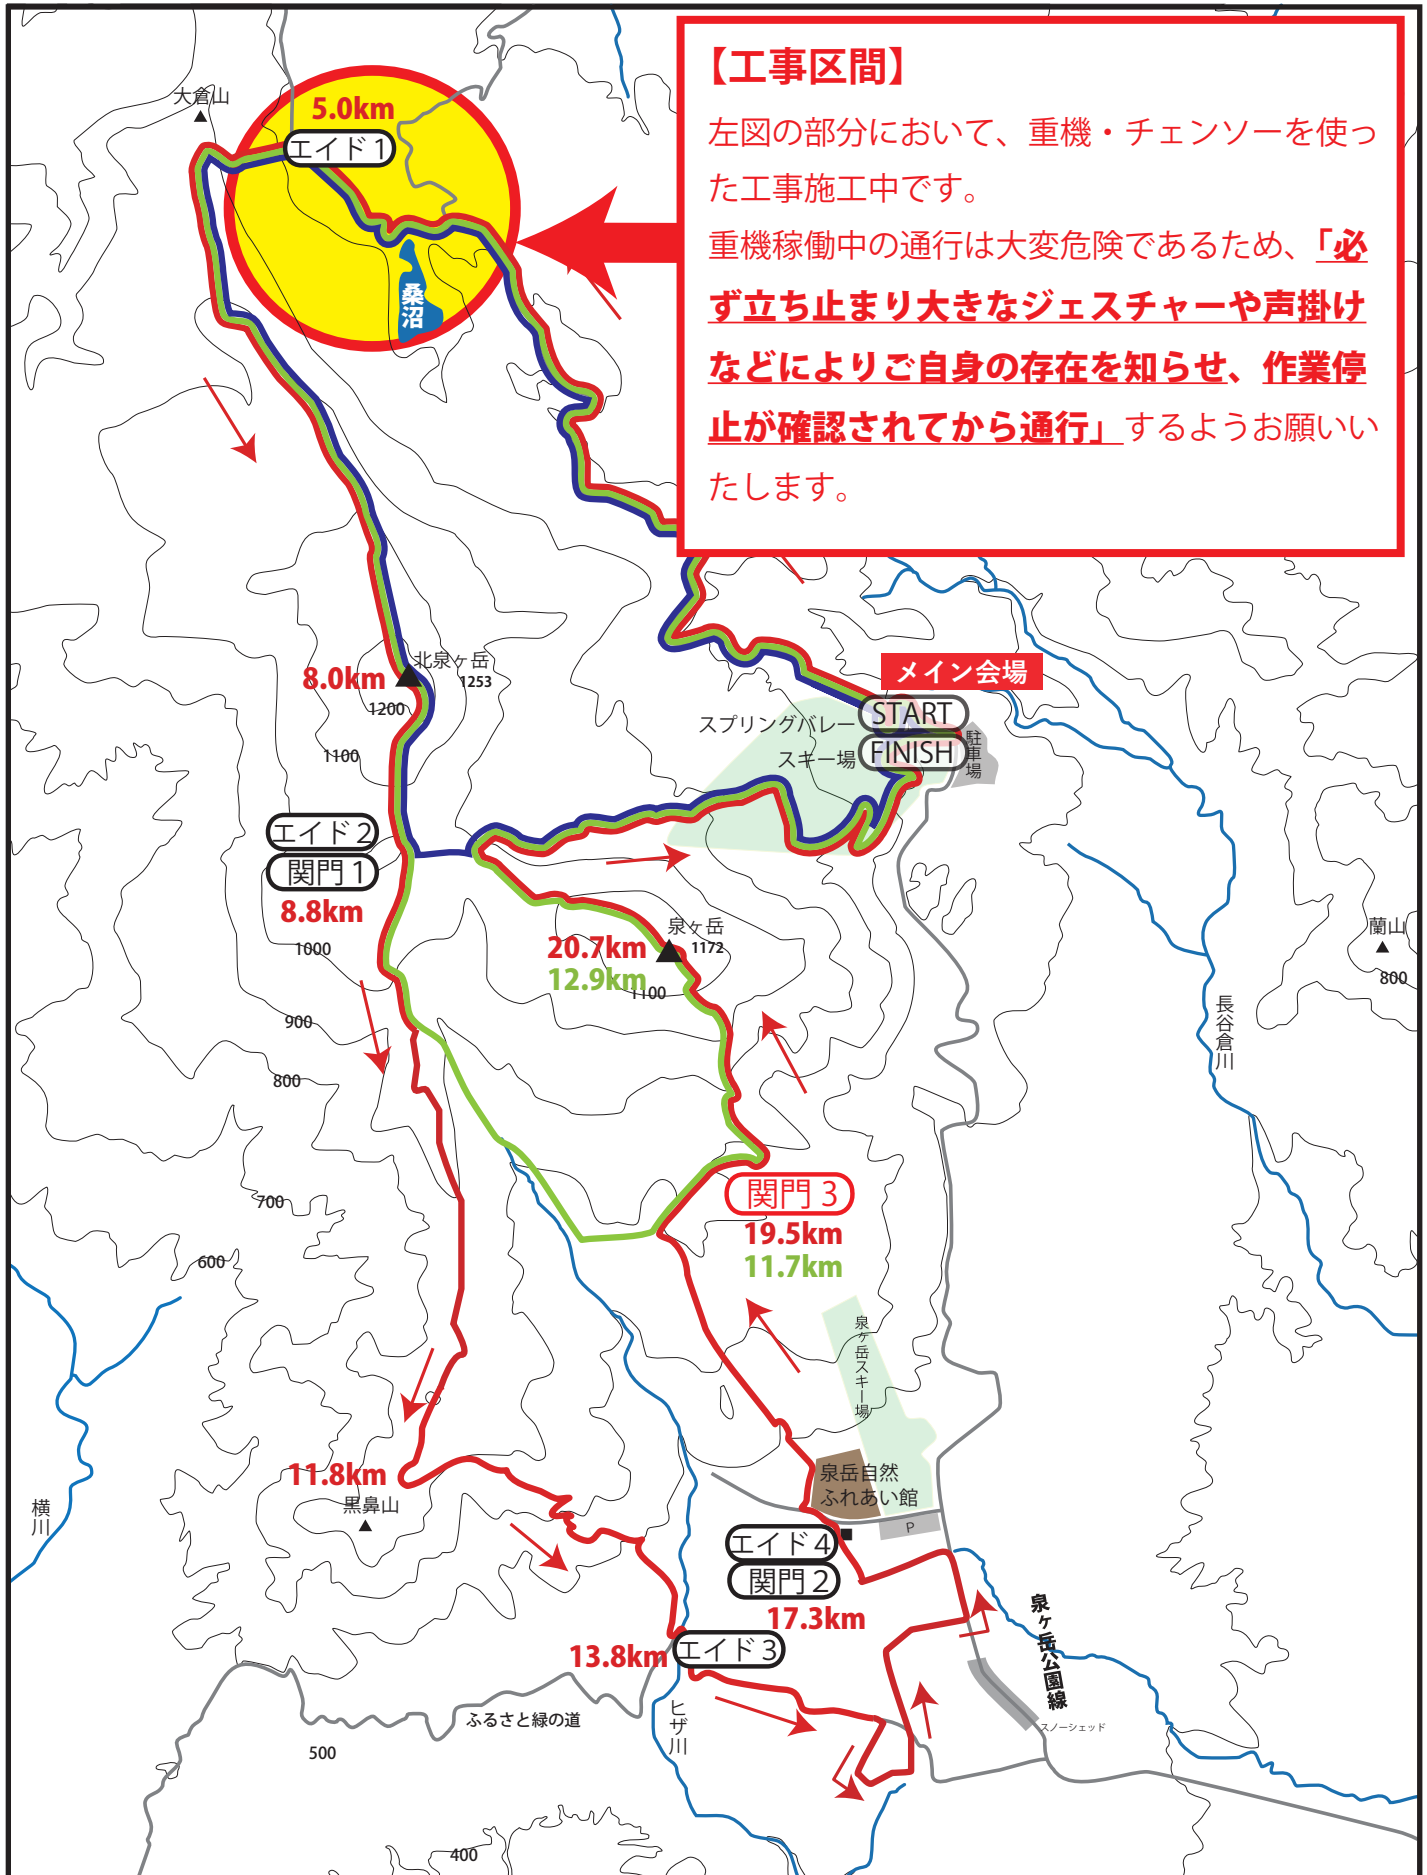 【工事区間】
左図の部分において、重機・チェンソーを使っ
た工事施工中です。
重機稼働中の通行は大変危険であるため、「必
ず立ち止まり大きなジェスチャーや声掛け
などによりご自身の存在を知らせ、作業停
止が確認されてから通行」するようお願いい
たします。
大倉山
5.0km
エイド1
桑沼
北泉ヶ岳
1253
8.0km
1200
1100
メイン会場
START
FINISH
スプリングバレー
スキー場
駐車場
エイド2
関門1
8.8km
1000
900
800
700
600
泉ヶ岳
1172
20.7km
12.9km
1100
蘭山
800
長谷倉川
関門3
19.5km
11.7km
泉ヶ岳スキー場
11.8km
黒鼻山
横川
泉岳自然
ふれあい館
P
エイド4
関門2
17.3km
13.8km
エイド3
泉ヶ岳公園線
スノーシェッド
ヒザ川
ふるさと緑の道
500
400